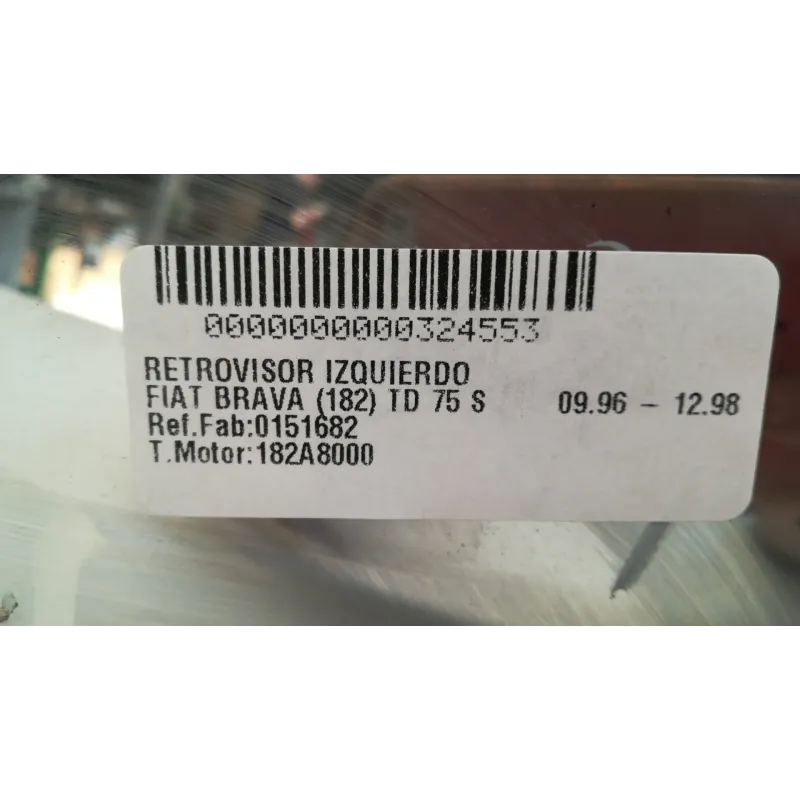 0000000000324553
RETROVISOR IZQUIERDO
FIAT BRAVA (182) TD 75 S 09.96 - 12.98
Ref.Fab:0151682
T.Motor:182A8000